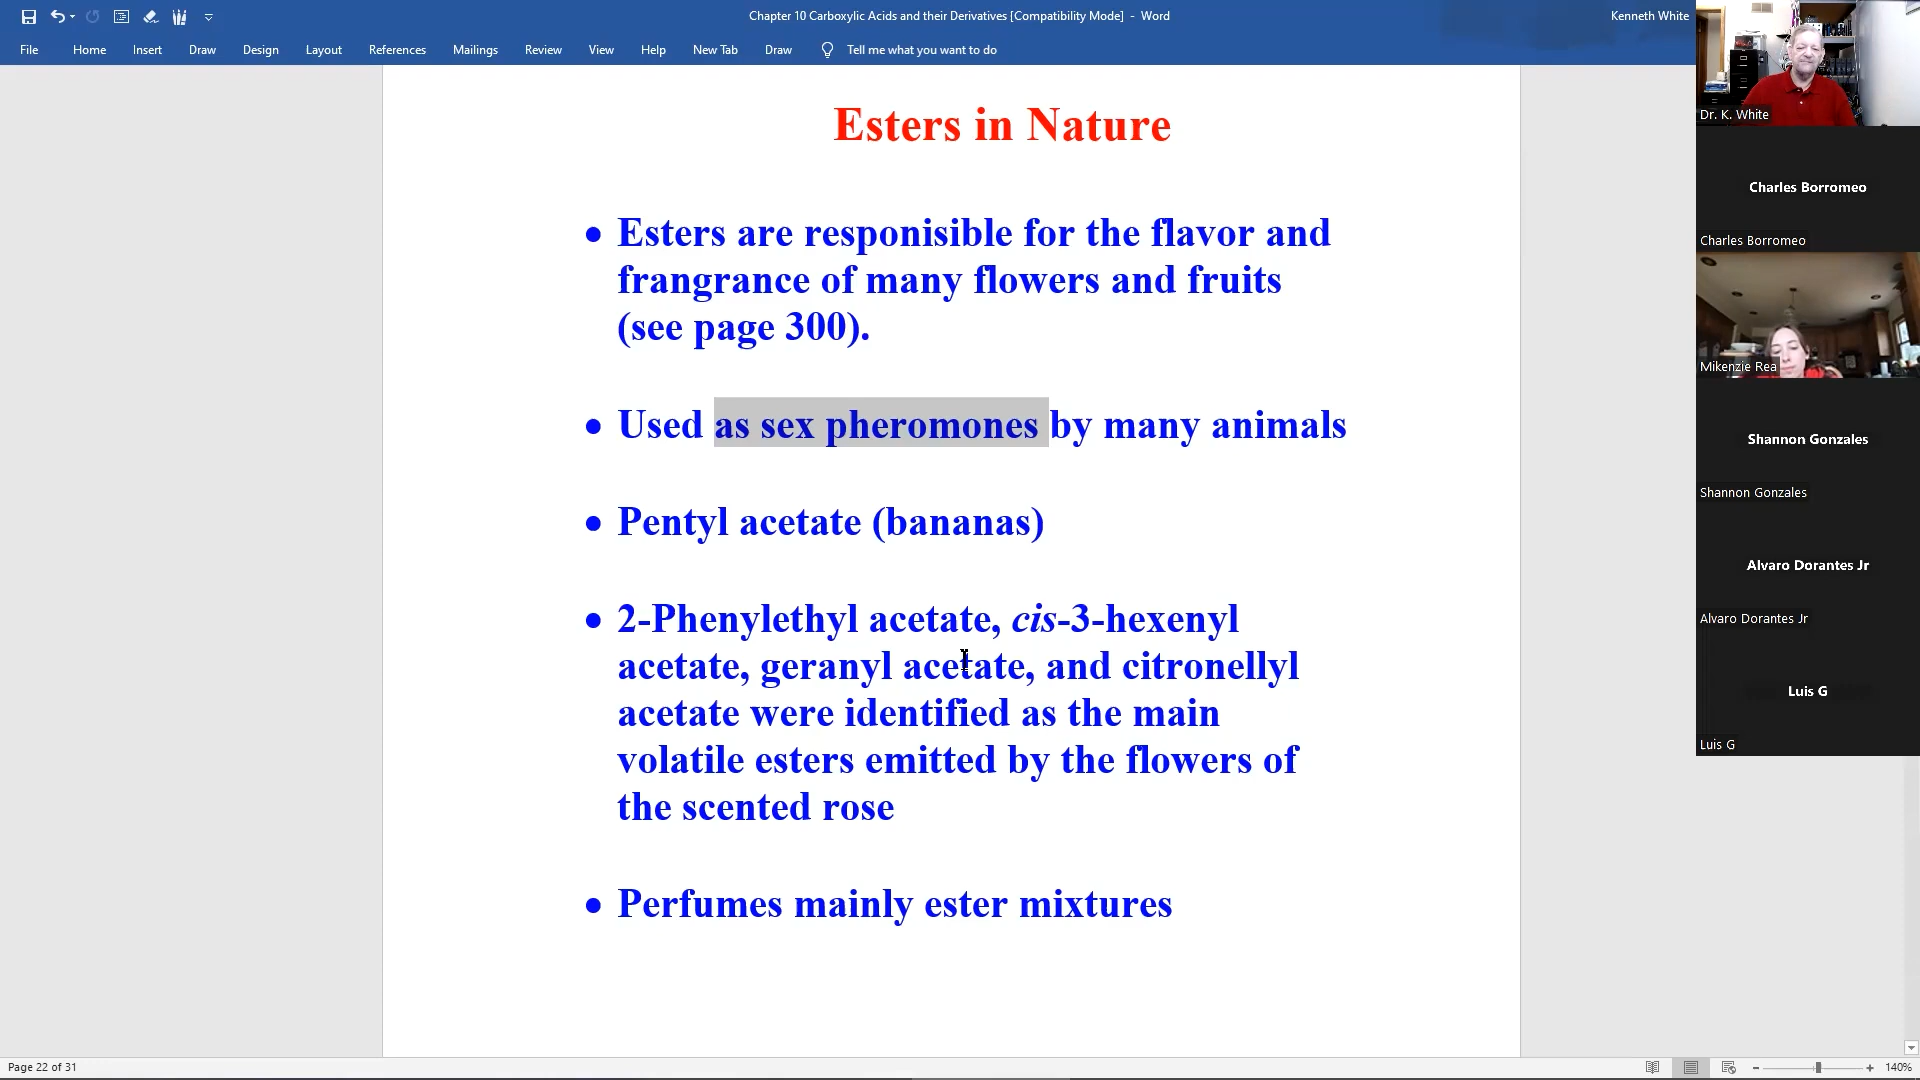 Chapter 10 Carboxylic Acids and their Derivatives [Compatibility Mode] - Word
Kenneth White
File Home Insert Draw Design Layout References Mailings Review View Help New Tab Draw Tell me what you want to do
Esters in Nature
• Esters are responisible for the flavor and
frangrance of many flowers and fruits
(see page 300).
• Used as sex pheromones by many animals
• Pentyl acetate (bananas)
• 2-Phenylethyl acetate, cis-3-hexenyl
acetate, geranyl acetate, and citronellyl
acetate were identified as the main
volatile esters emitted by the flowers of
the scented rose
• Perfumes mainly ester mixtures
Dr. K. White
Charles Borromeo
Charles Borromeo
Mikenzie Rea
Shannon Gonzales
Shannon Gonzales
Alvaro Dorantes Jr
Alvaro Dorantes Jr
Luis G
Luis G
Page 22 of 31
140%